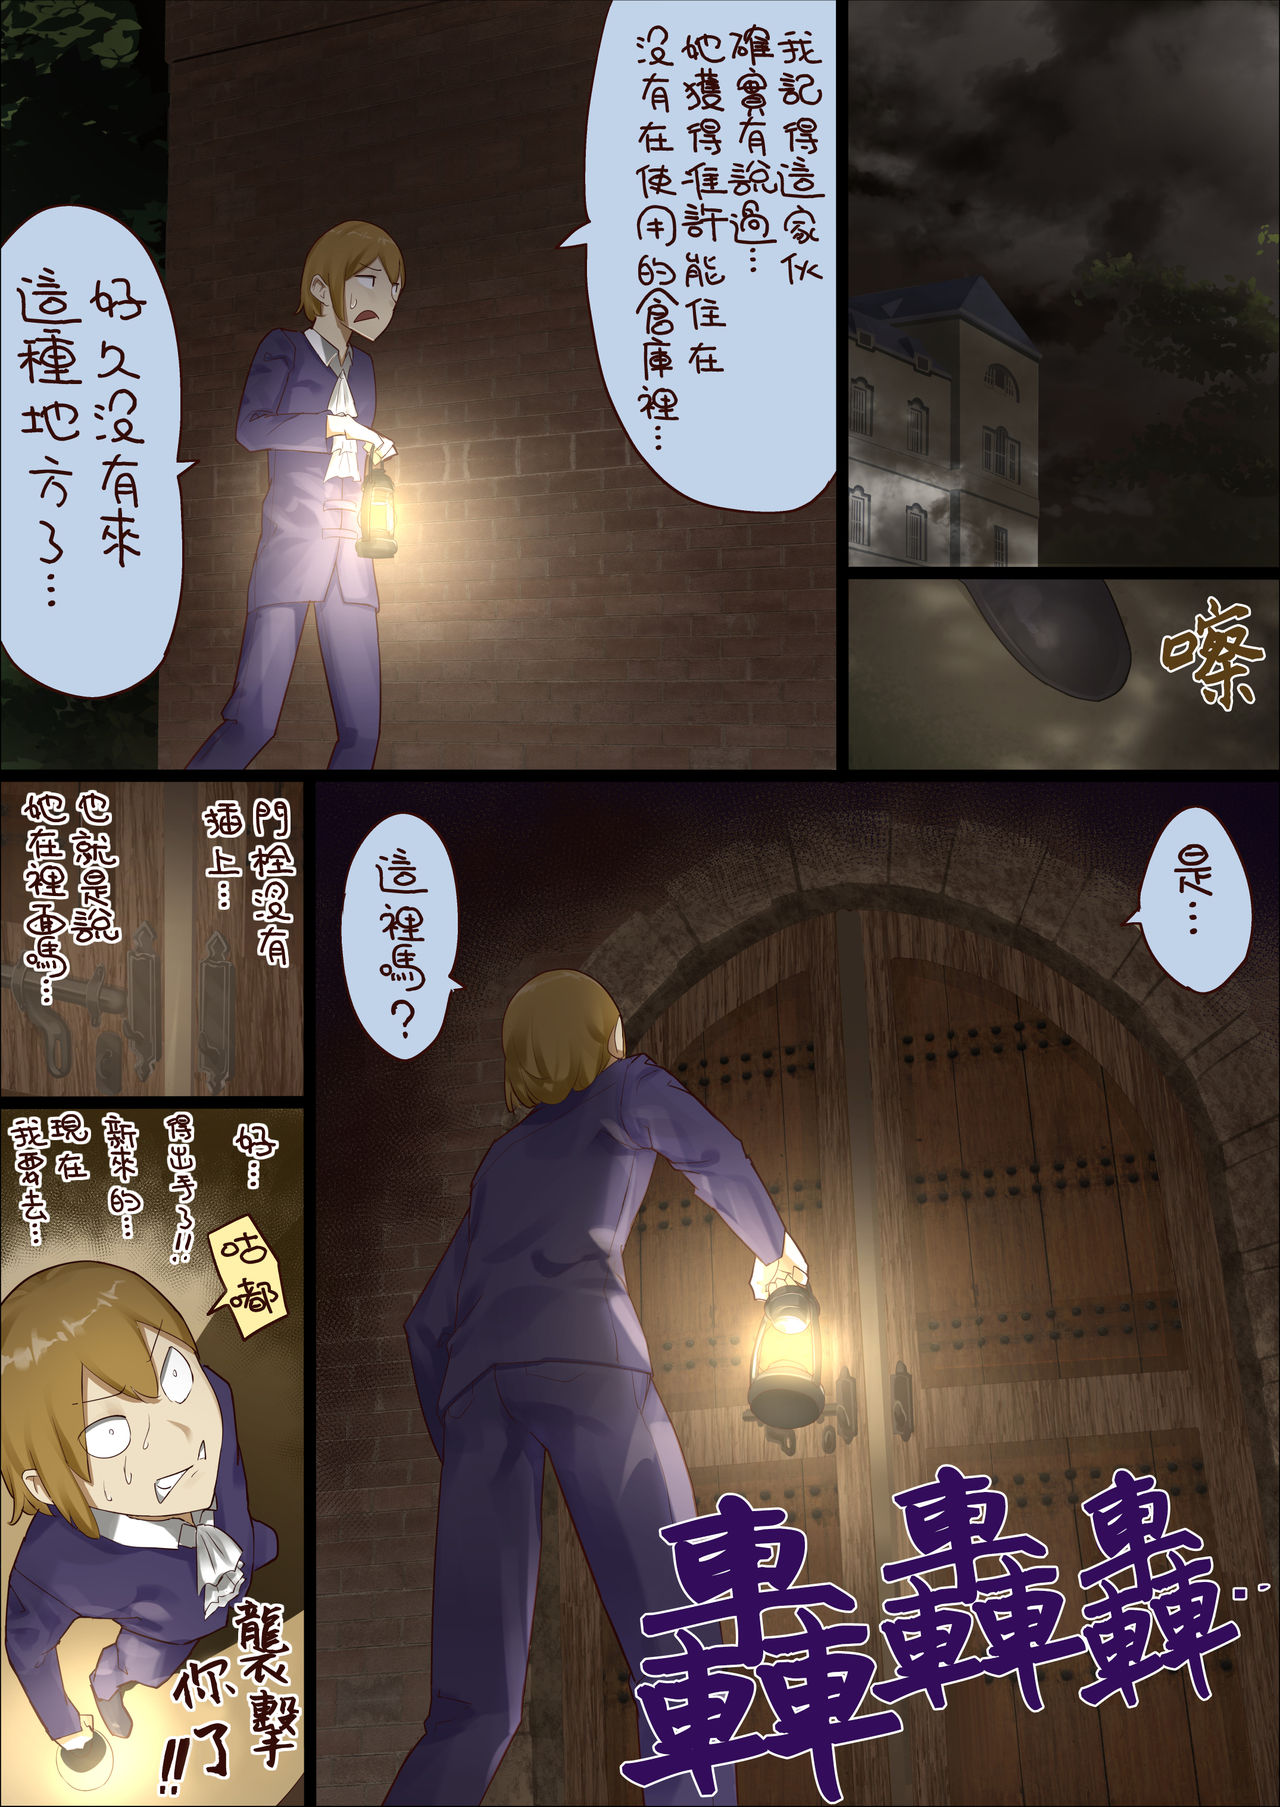 嚓
我記得這家伙
確實有說過…
她獲得准許能住在
沒有在使用的倉庫裡…
好久沒有來
這種地方了…
是…
這裡嗎？
轟
轟
轟…
門栓沒有
插上…
也就是說
她在裡面嗎…
好…
得出手了!!
新來的…
現在
我要去…
咕嘟
襲擊
你了!!